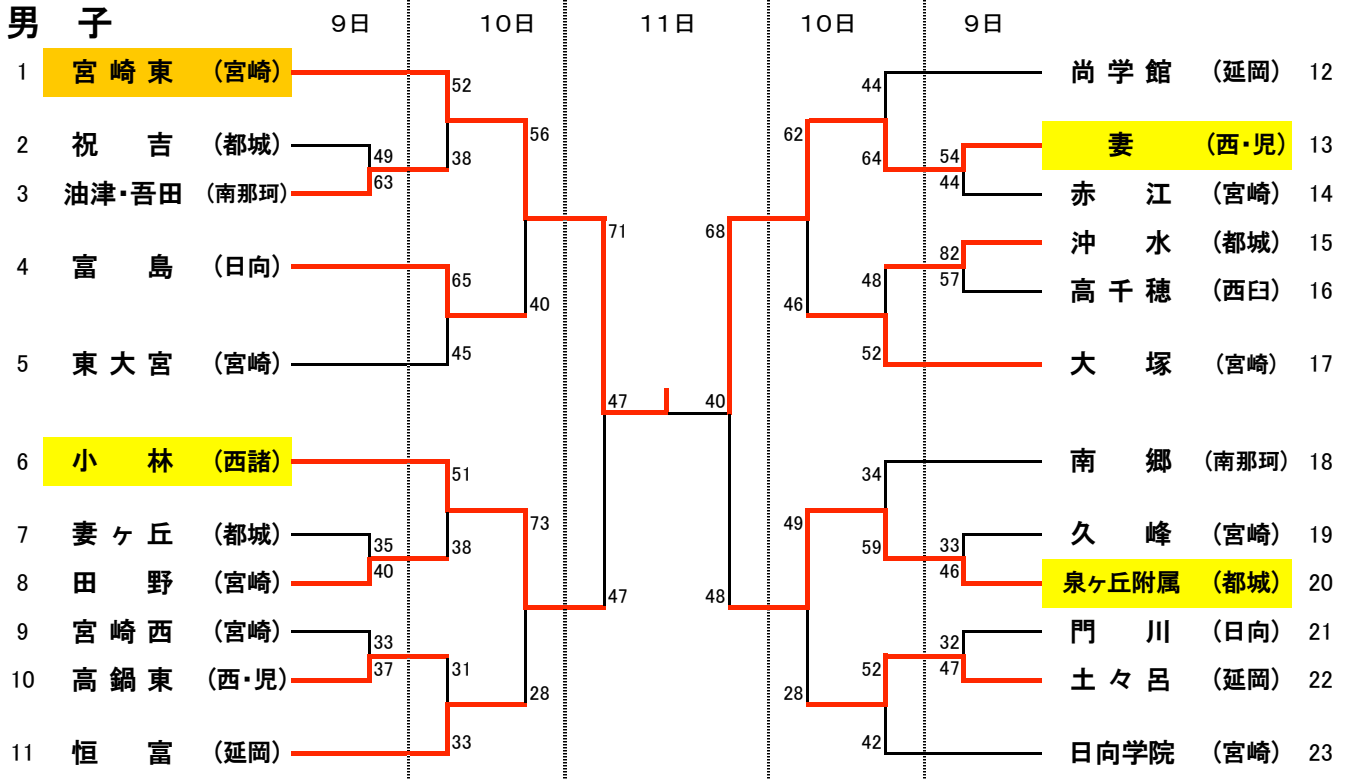 男 子
9日 10日 11日 10日 9日
1 宮崎東 (宮崎)
2 祝吉 (都城)
3 油津・吾田 (南那珂)
4 富島 (日向)
5 東大宮 (宮崎)
6 小林 (西諸)
7 妻ヶ丘 (都城)
8 田野 (宮崎)
9 宮崎西 (宮崎)
10 高鍋東 (西・児)
11 恒富 (延岡)
49
63
35
40
33
37
52
38
65
45
51
38
31
33
56
40
73
28
71
47
47
40
68
48
62
46
49
28
44
64
48
52
34
59
52
42
54
44
82
57
33
46
32
47
尚学館 (延岡) 12
妻 (西・児) 13
赤江 (宮崎) 14
沖水 (都城) 15
高千穂 (西臼) 16
大塚 (宮崎) 17
南郷 (南那珂) 18
久峰 (宮崎) 19
泉ヶ丘附属 (都城) 20
門川 (日向) 21
土々呂 (延岡) 22
日向学院 (宮崎) 23